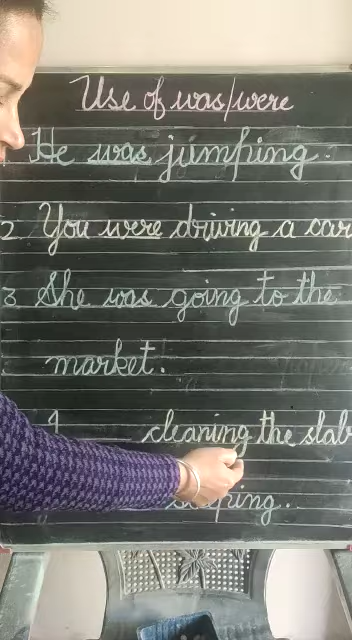 Use of was/were
He was jumping.
2 You were driving a car
3 She was going to the
market.
4 cleaning the slab